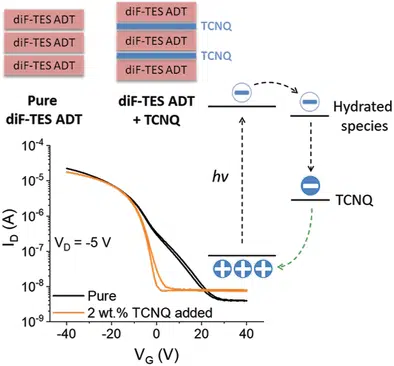 diF-TES ADT
diF-TES ADT
diF-TES ADT
diF-TES ADT
TCNQ
diF-TES ADT
TCNQ
diF-TES ADT
Pure
diF-TES ADT
diF-TES ADT
+ TCNQ
Hydrated
species
hν
TCNQ
10⁻⁴
10⁻⁵
10⁻⁶
10⁻⁷
10⁻⁸
10⁻⁹
I_D (A)
V_D = -5 V
Pure
2 wt.% TCNQ added
-40 -20 0 20 40
V_G (V)